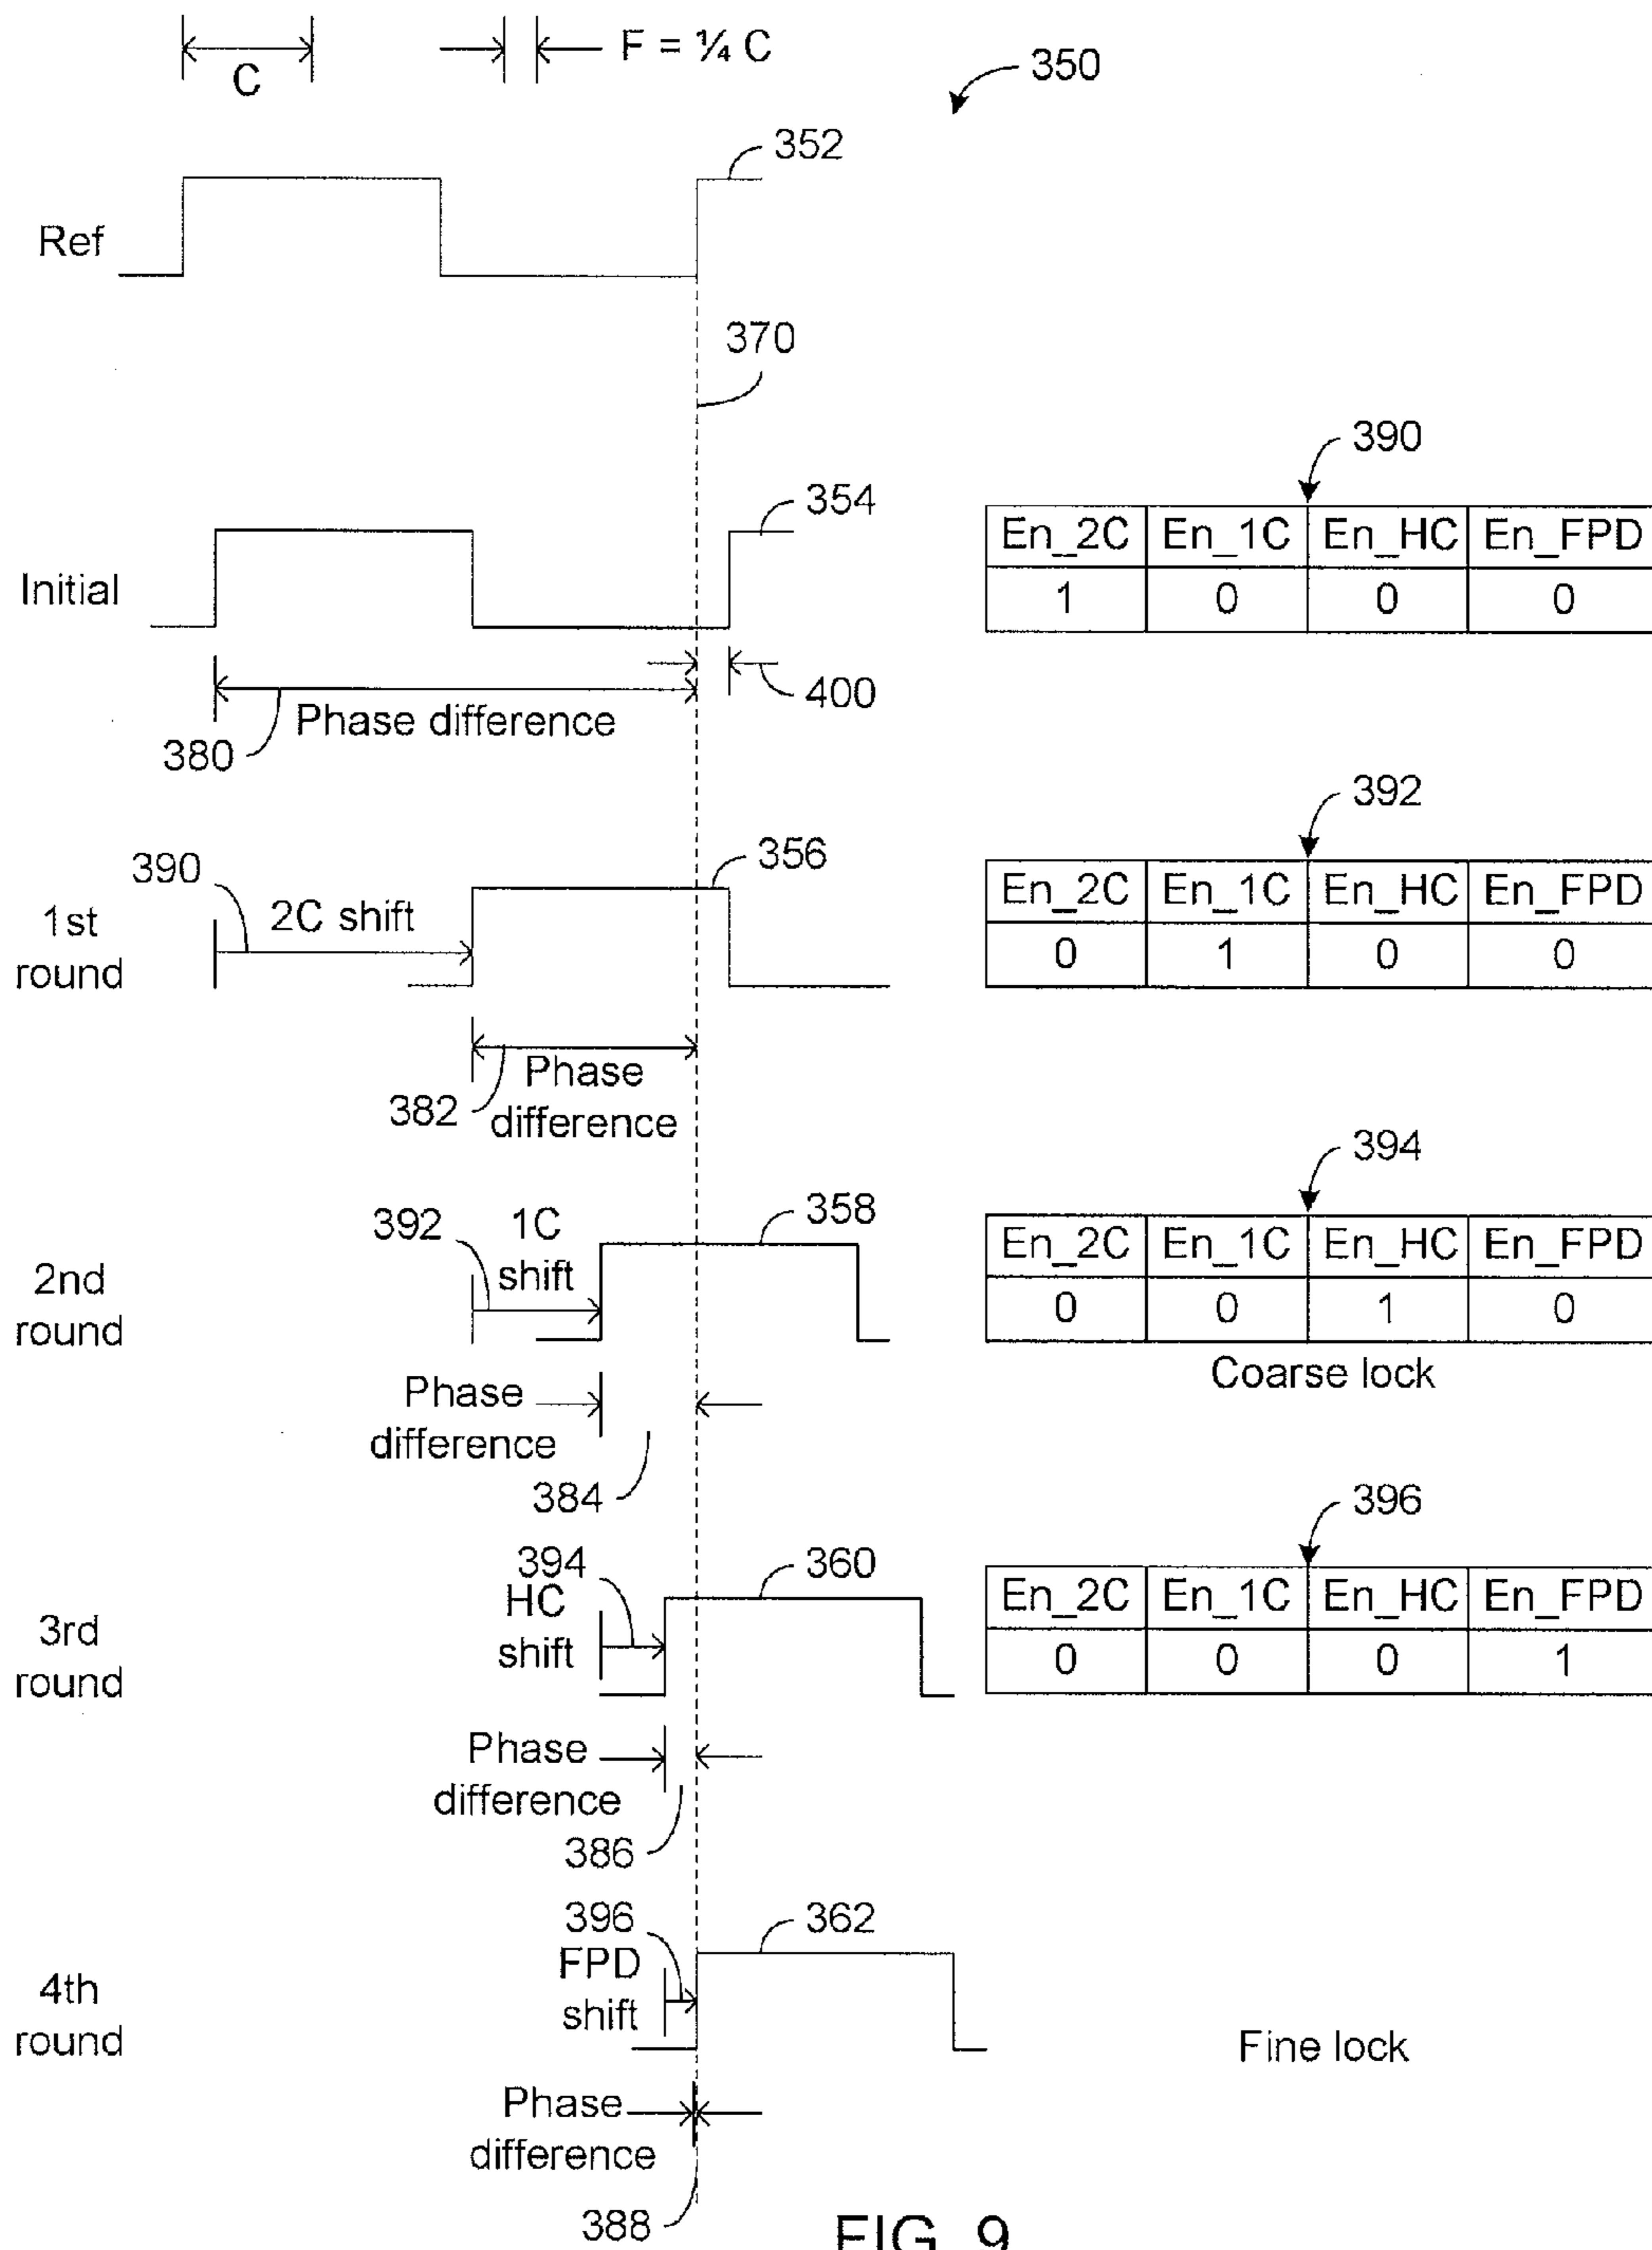 C
F = ¼ C
350
352
Ref
370
390
354
En_2C En_1C En_HC En_FPD
1 0 0 0
Initial
400
Phase difference
380
392
390
356
2C shift
En_2C En_1C En_HC En_FPD
0 1 0 0
1st
round
Phase
difference
382
394
392
1C
shift
358
En_2C En_1C En_HC En_FPD
0 0 1 0
2nd
round
Coarse lock
Phase
difference
384
396
394
HC
shift
360
En_2C En_1C En_HC En_FPD
0 0 0 1
3rd
round
Phase
difference
386
396
FPD
shift
362
4th
round
Fine lock
Phase
difference
388
FIG. 9